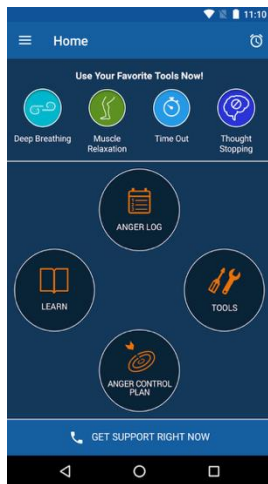 11:10
Home
Use Your Favorite Tools Now!
Deep Breathing
Muscle
Relaxation
Time Out
Thought
Stopping
ANGER LOG
LEARN
TOOLS
ANGER CONTROL
PLAN
GET SUPPORT RIGHT NOW